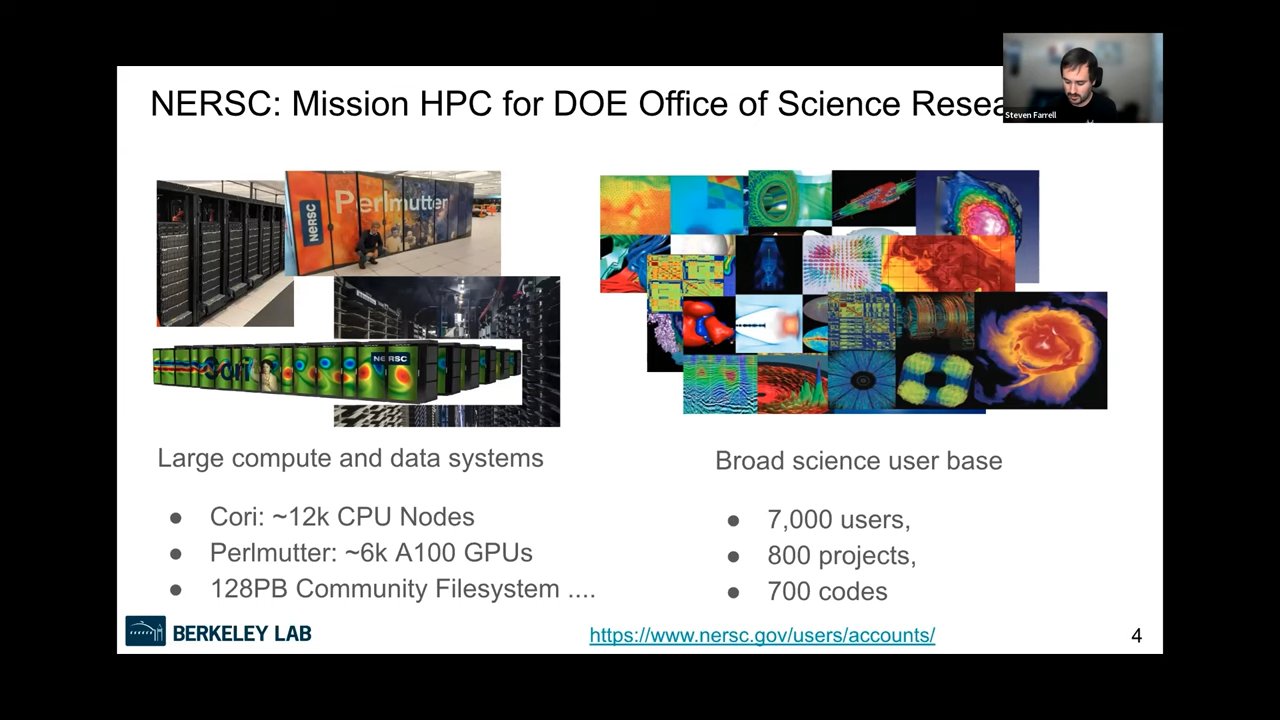 NERSC: Mission HPC for DOE Office of Science Resea
Steven Farrell
NERSC
Perlmutter
Cori
NERSC
Large compute and data systems
● Cori: ~12k CPU Nodes
● Perlmutter: ~6k A100 GPUs
● 128PB Community Filesystem ....
Broad science user base
● 7,000 users,
● 800 projects,
● 700 codes
BERKELEY LAB
https://www.nersc.gov/users/accounts/
4